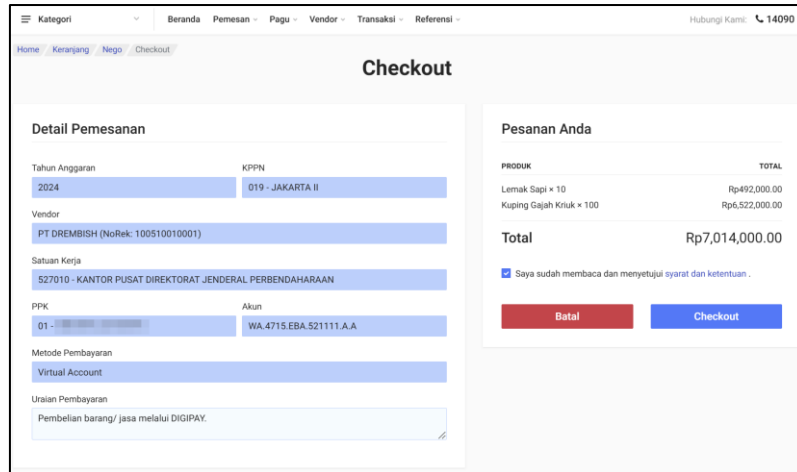 Kategori Beranda Pemesan Pagu Vendor Transaksi Referensi Hubungi Kami: 14090
Home / Keranjang / Nego / Checkout
Checkout
Detail Pemesanan
Tahun Anggaran KPPN
2024 019 - JAKARTA II
Vendor
PT DREMBISH (NoRek: 100510010001)
Satuan Kerja
527010 - KANTOR PUSAT DIREKTORAT JENDERAL PERBENDAHARAAN
PPK Akun
01 - WA.4715.EBA.521111.A.A
Metode Pembayaran
Virtual Account
Uraian Pembayaran
Pembelian barang/ jasa melalui DIGIPAY.
Pesanan Anda
PRODUK TOTAL
Lemak Sapi × 10 Rp492,000.00
Kuping Gajah Kriuk × 100 Rp6,522,000.00
Total Rp7,014,000.00
Saya sudah membaca dan menyetujui syarat dan ketentuan .
Batal Checkout